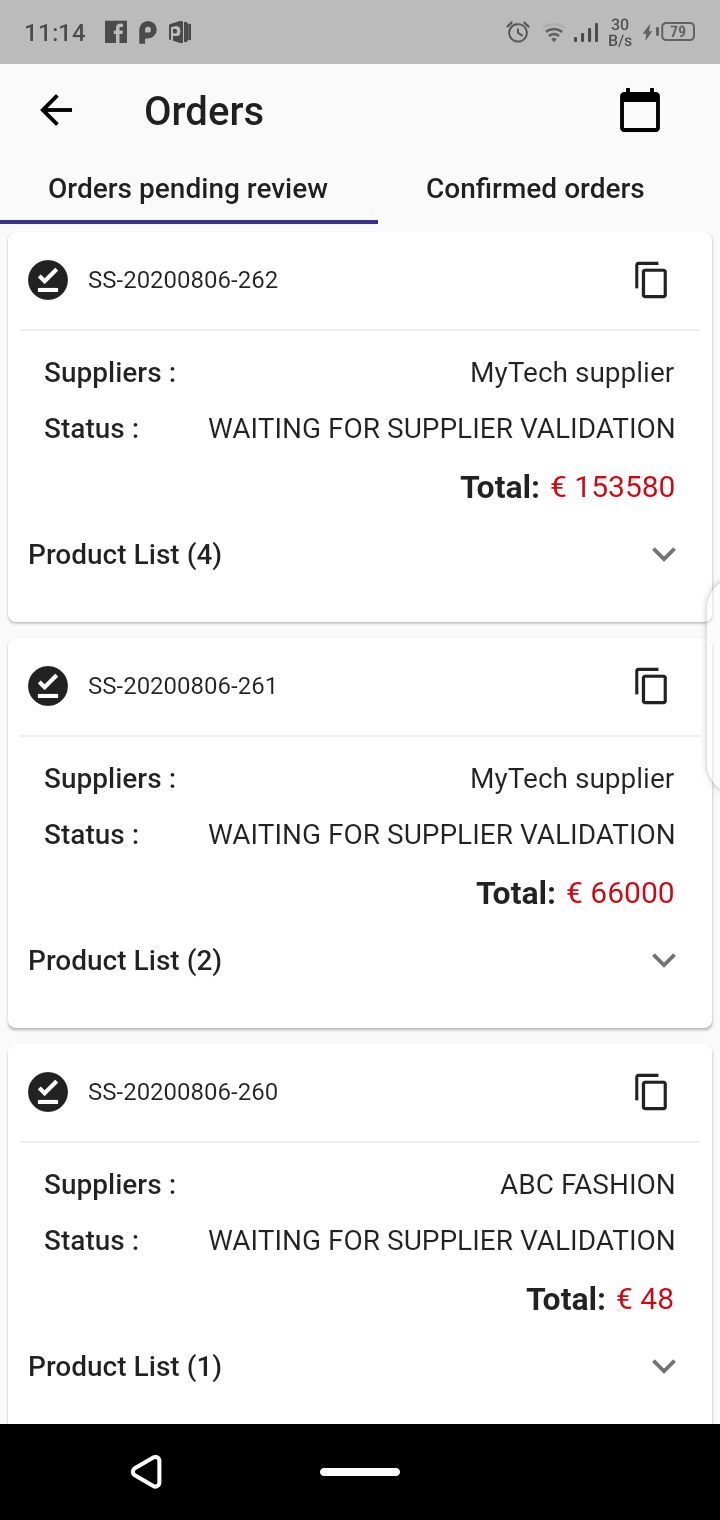 11:14 30 B/s 79
Orders
Orders pending review Confirmed orders
SS-20200806-262
Suppliers : MyTech supplier
Status : WAITING FOR SUPPLIER VALIDATION
Total: € 153580
Product List (4)
SS-20200806-261
Suppliers : MyTech supplier
Status : WAITING FOR SUPPLIER VALIDATION
Total: € 66000
Product List (2)
SS-20200806-260
Suppliers : ABC FASHION
Status : WAITING FOR SUPPLIER VALIDATION
Total: € 48
Product List (1)